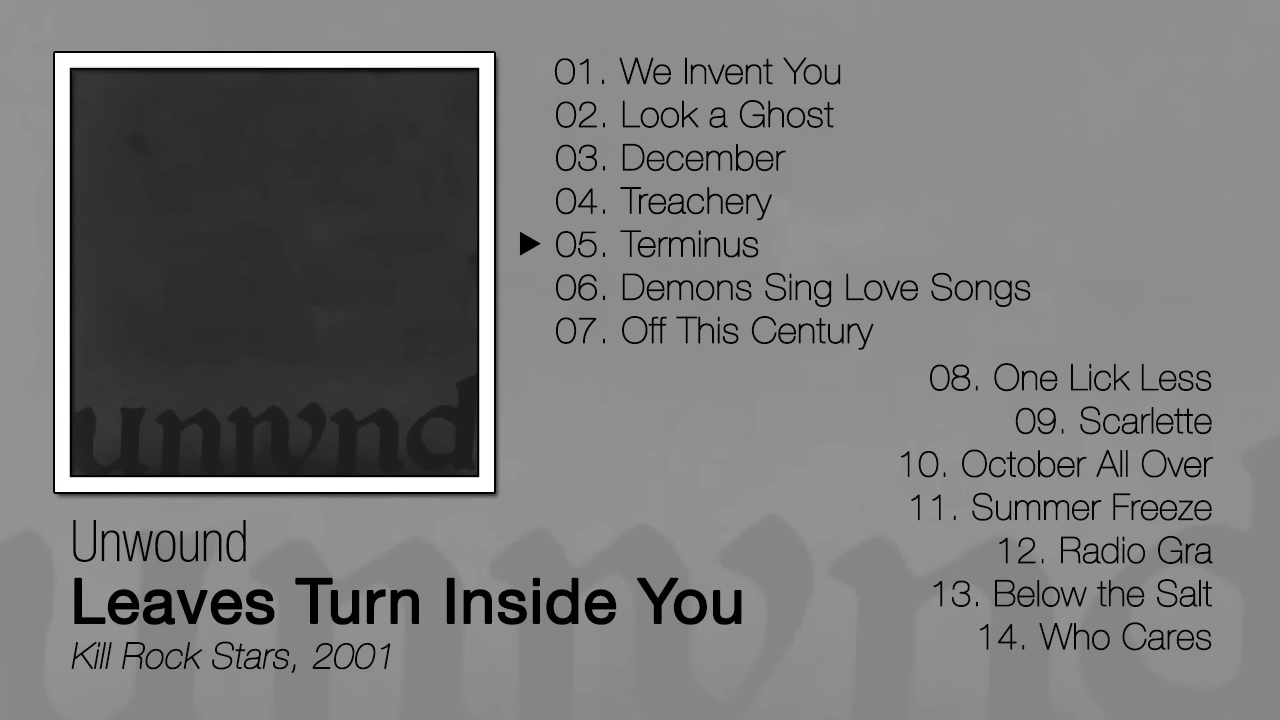 unwnd
01. We Invent You
02. Look a Ghost
03. December
04. Treachery
05. Terminus
06. Demons Sing Love Songs
07. Off This Century
08. One Lick Less
09. Scarlette
10. October All Over
11. Summer Freeze
12. Radio Gra
13. Below the Salt
14. Who Cares
Unwound
Leaves Turn Inside You
Kill Rock Stars, 2001